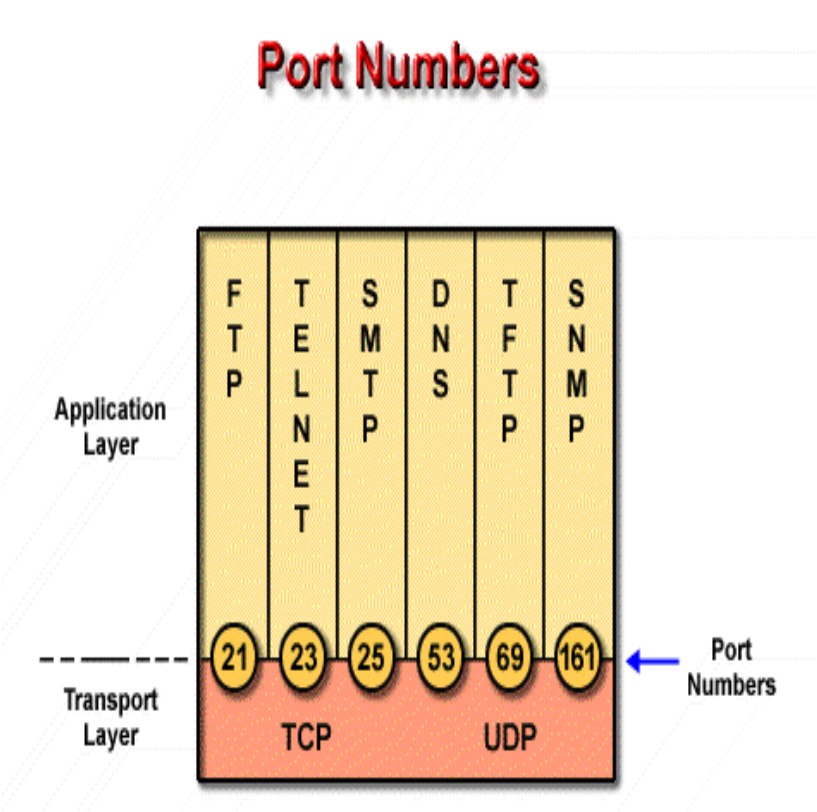 Port Numbers
FTP
TELNET
SMTP
DNS
TFTP
SNMP
Application
Layer
21 23 25 53 69 161
Port
Numbers
Transport
Layer
TCP UDP